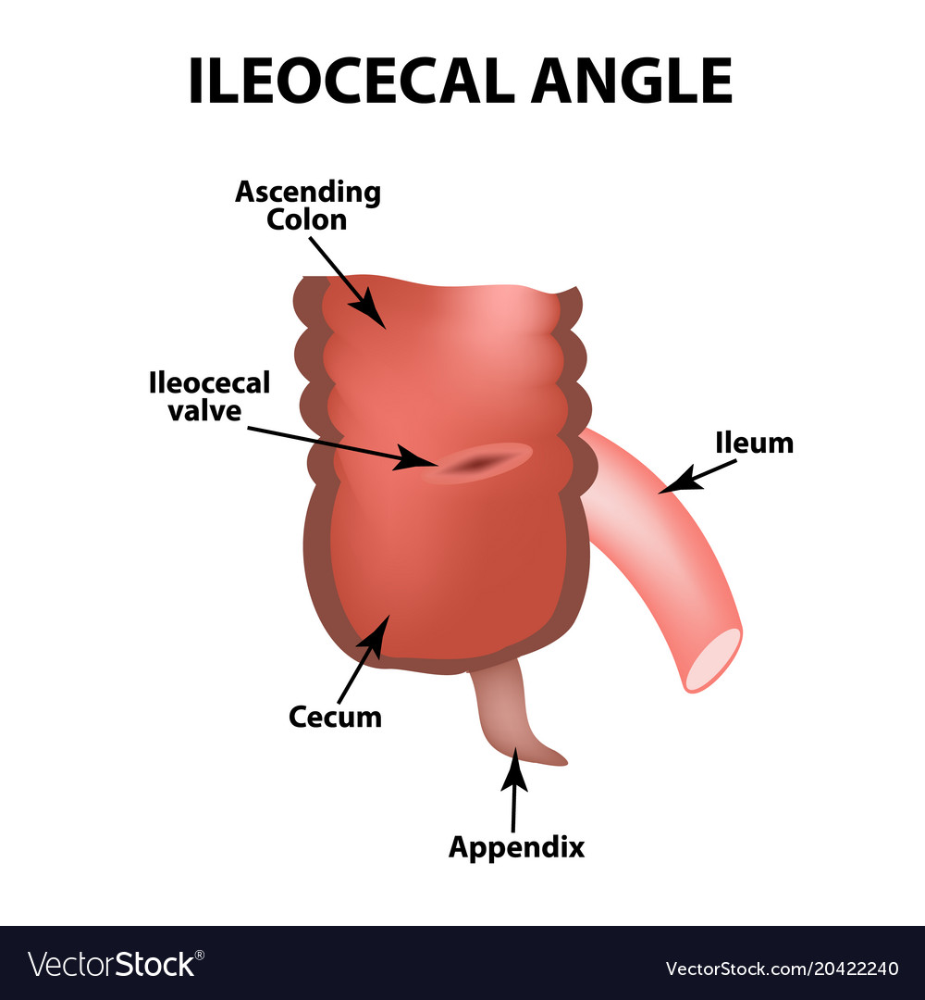 ILEOCECAL ANGLE
Ascending
Colon
Ileocecal
valve
Ileum
Cecum
Appendix
VectorStock®
VectorStock.com/20422240